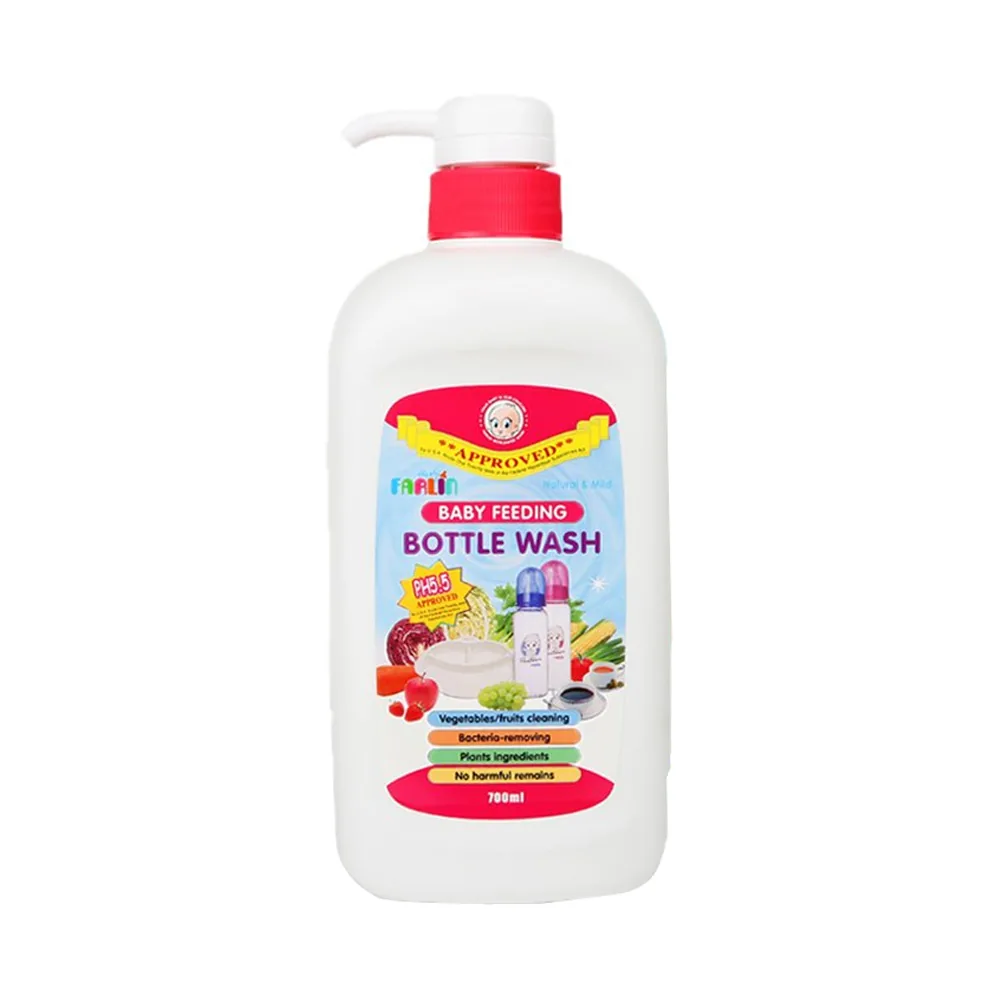 **APPROVED**
FARLIN
Natural & Mild
BABY FEEDING
BOTTLE WASH
PH5.5
APPROVED
Vegetables/fruits cleaning
Bacteria-removing
Plants ingredients
No harmful remains
700ml